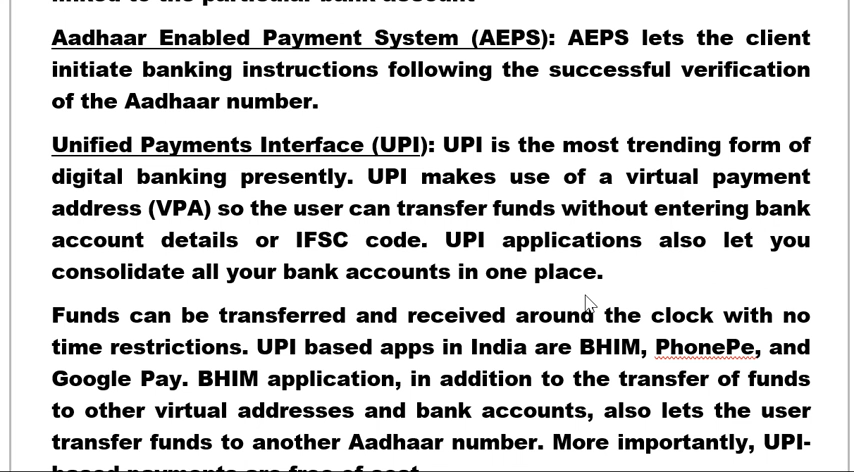 Aadhaar Enabled Payment System (AEPS): AEPS lets the client
initiate banking instructions following the successful verification
of the Aadhaar number.
Unified Payments Interface (UPI): UPI is the most trending form of
digital banking presently. UPI makes use of a virtual payment
address (VPA) so the user can transfer funds without entering bank
account details or IFSC code. UPI applications also let you
consolidate all your bank accounts in one place.
Funds can be transferred and received around the clock with no
time restrictions. UPI based apps in India are BHIM, PhonePe, and
Google Pay. BHIM application, in addition to the transfer of funds
to other virtual addresses and bank accounts, also lets the user
transfer funds to another Aadhaar number. More importantly, UPI-
based payments are free of cost